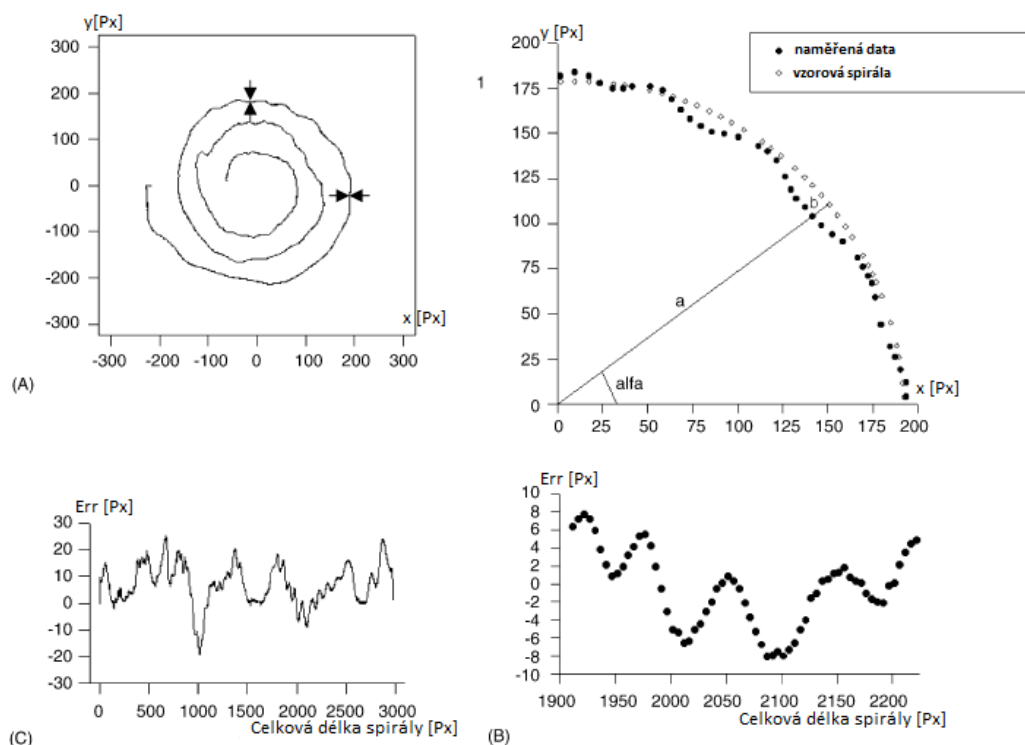 y[Px]
300
200
100
0
-100
-200
-300
x [Px]
-300 -200 -100 0 100 200 300
(A)
y [Px]
naměřená data
vzorová spirála
1
200
175
150
125
100
75
50
25
0
b
a
alfa
x [Px]
0 25 50 75 100 125 150 175 200
Err [Px]
30
20
10
0
-10
-20
-30
0 500 1000 1500 2000 2500 3000
Celková délka spirály [Px]
(C)
Err [Px]
10
8
6
4
2
0
-2
-4
-6
-8
-10
1900 1950 2000 2050 2100 2150 2200
Celková délka spirály [Px]
(B)